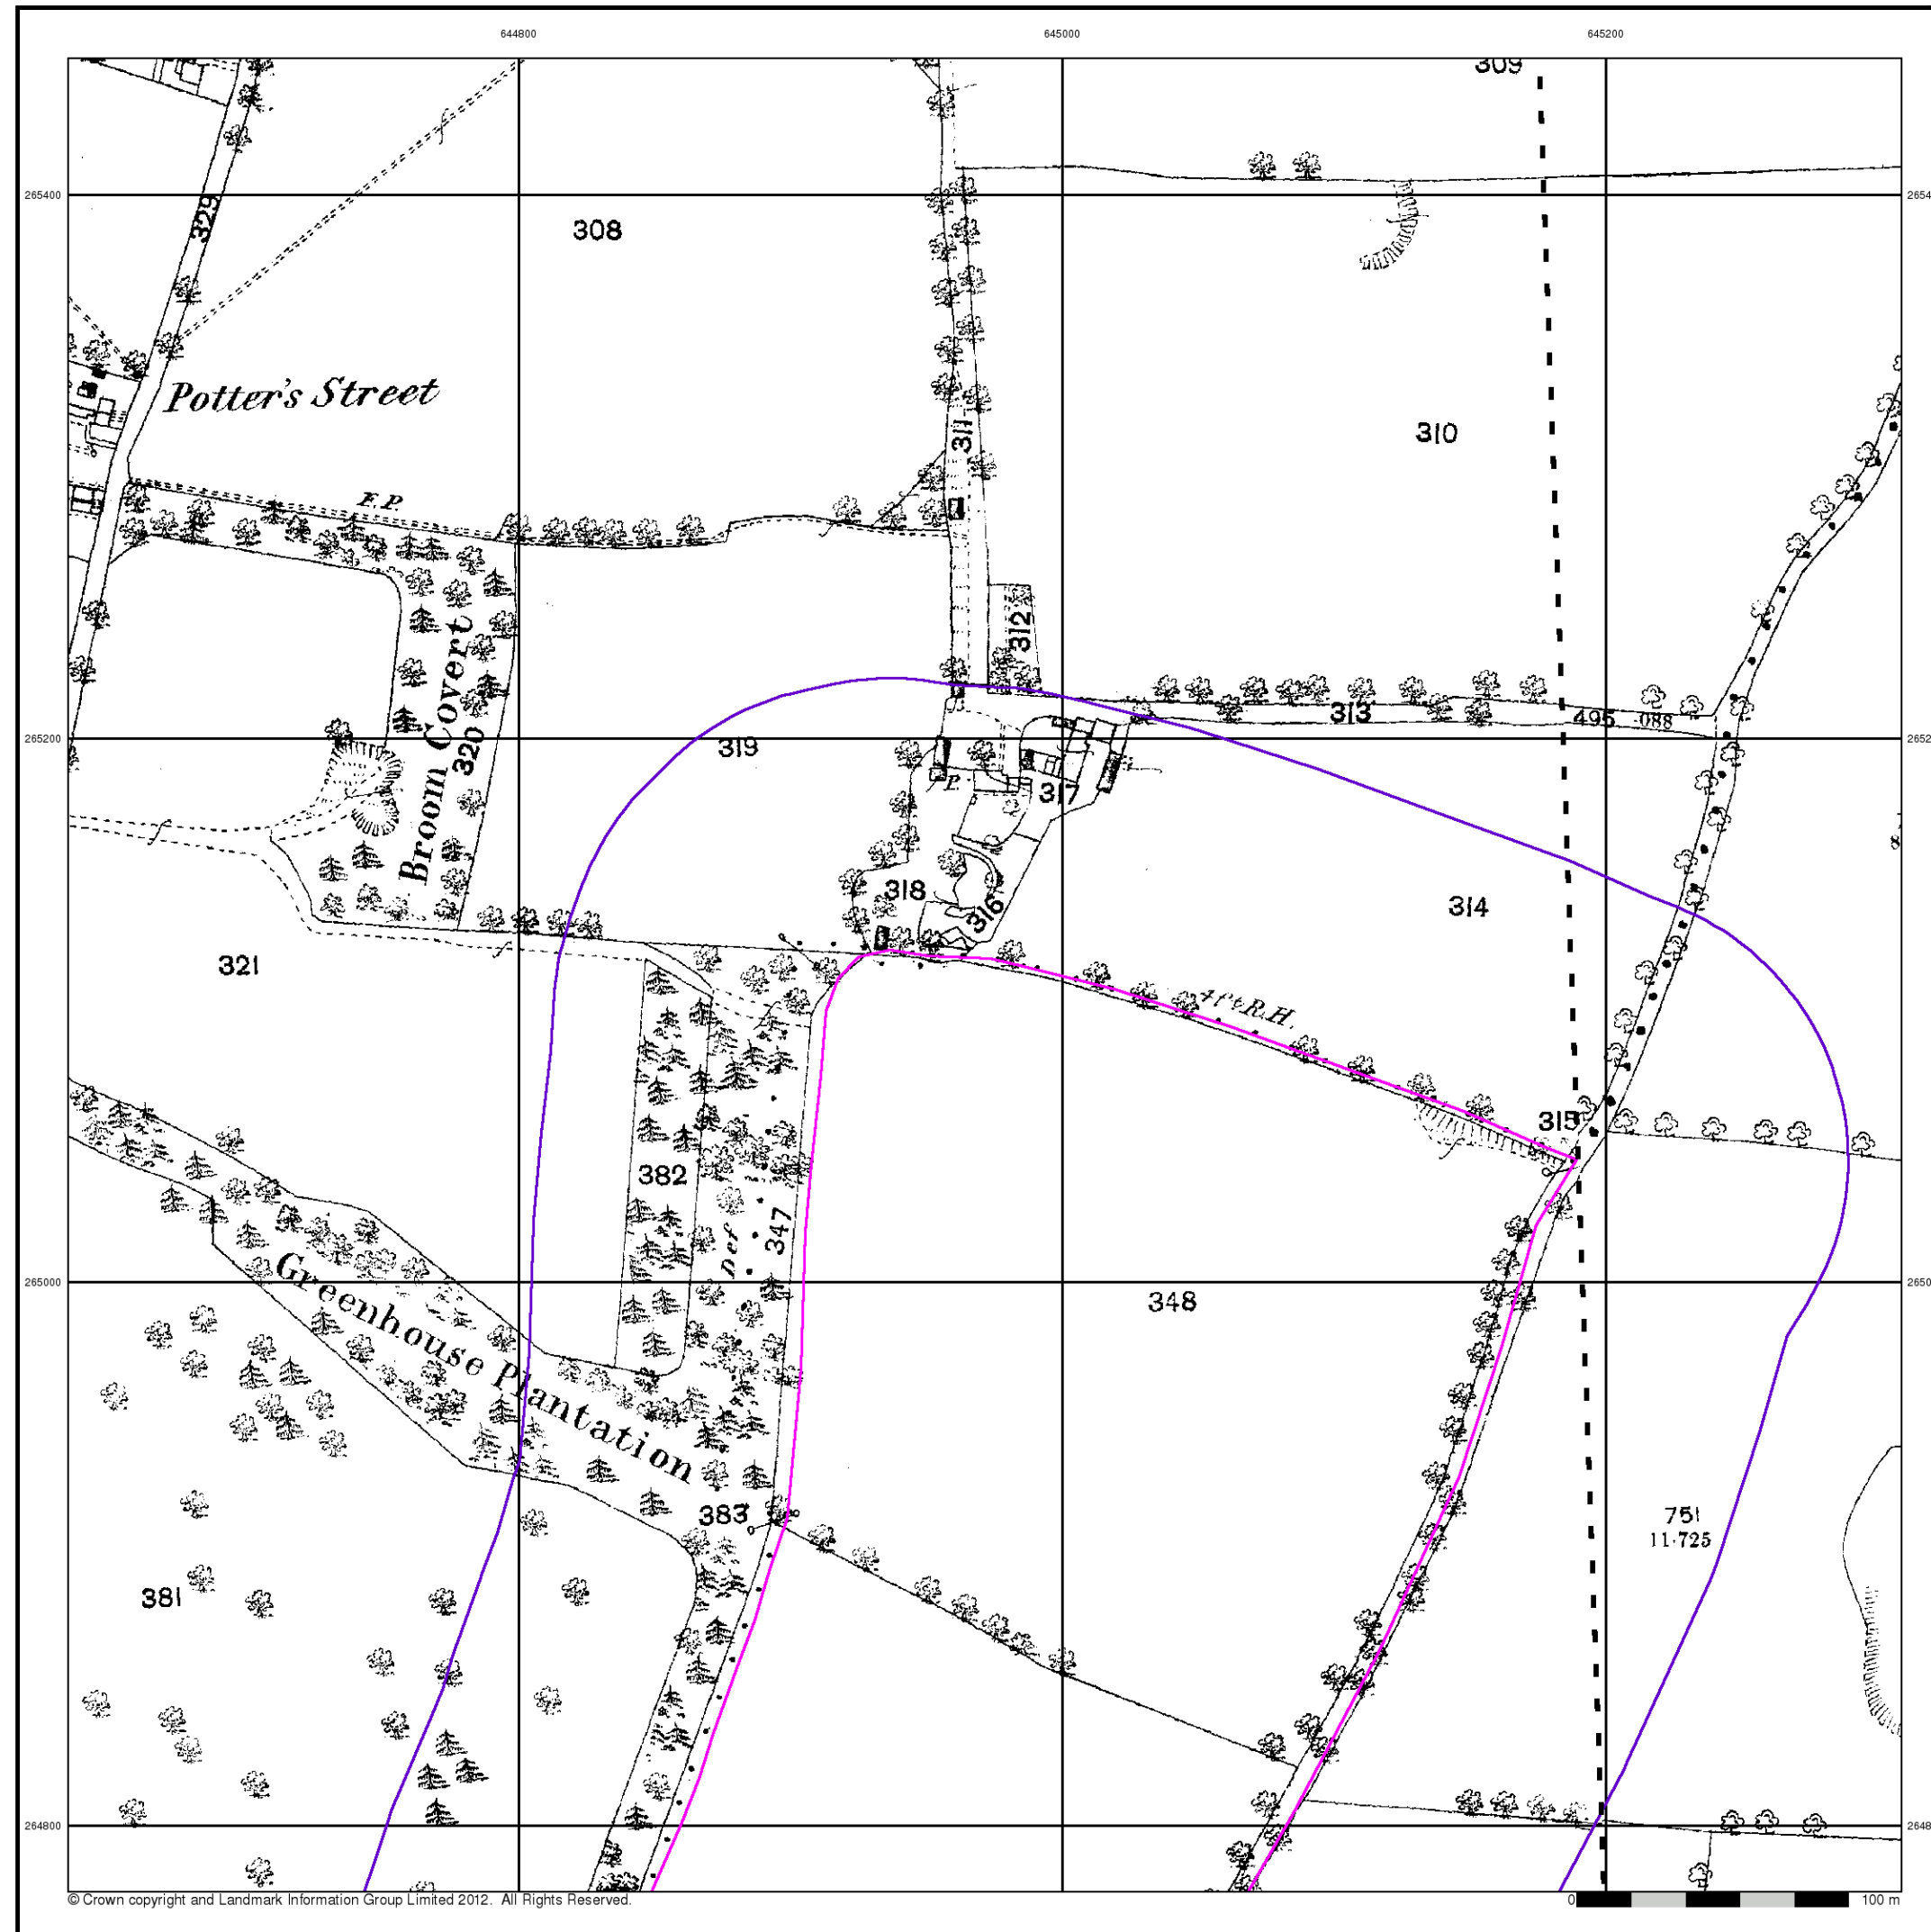 644800 645000 645200
309
265400
329
308
Potter's Street
311
310
F.P.
312
Broom Covert
320
319
313
495 ·088
265200
P.
317
318
316
314
321
4ft R.H.
315
382
Def
347
265000
Greenhouse Plantation
348
383
751
11·725
381
264800
© Crown copyright and Landmark Information Group Limited 2012. All Rights Reserved.
0 100 m